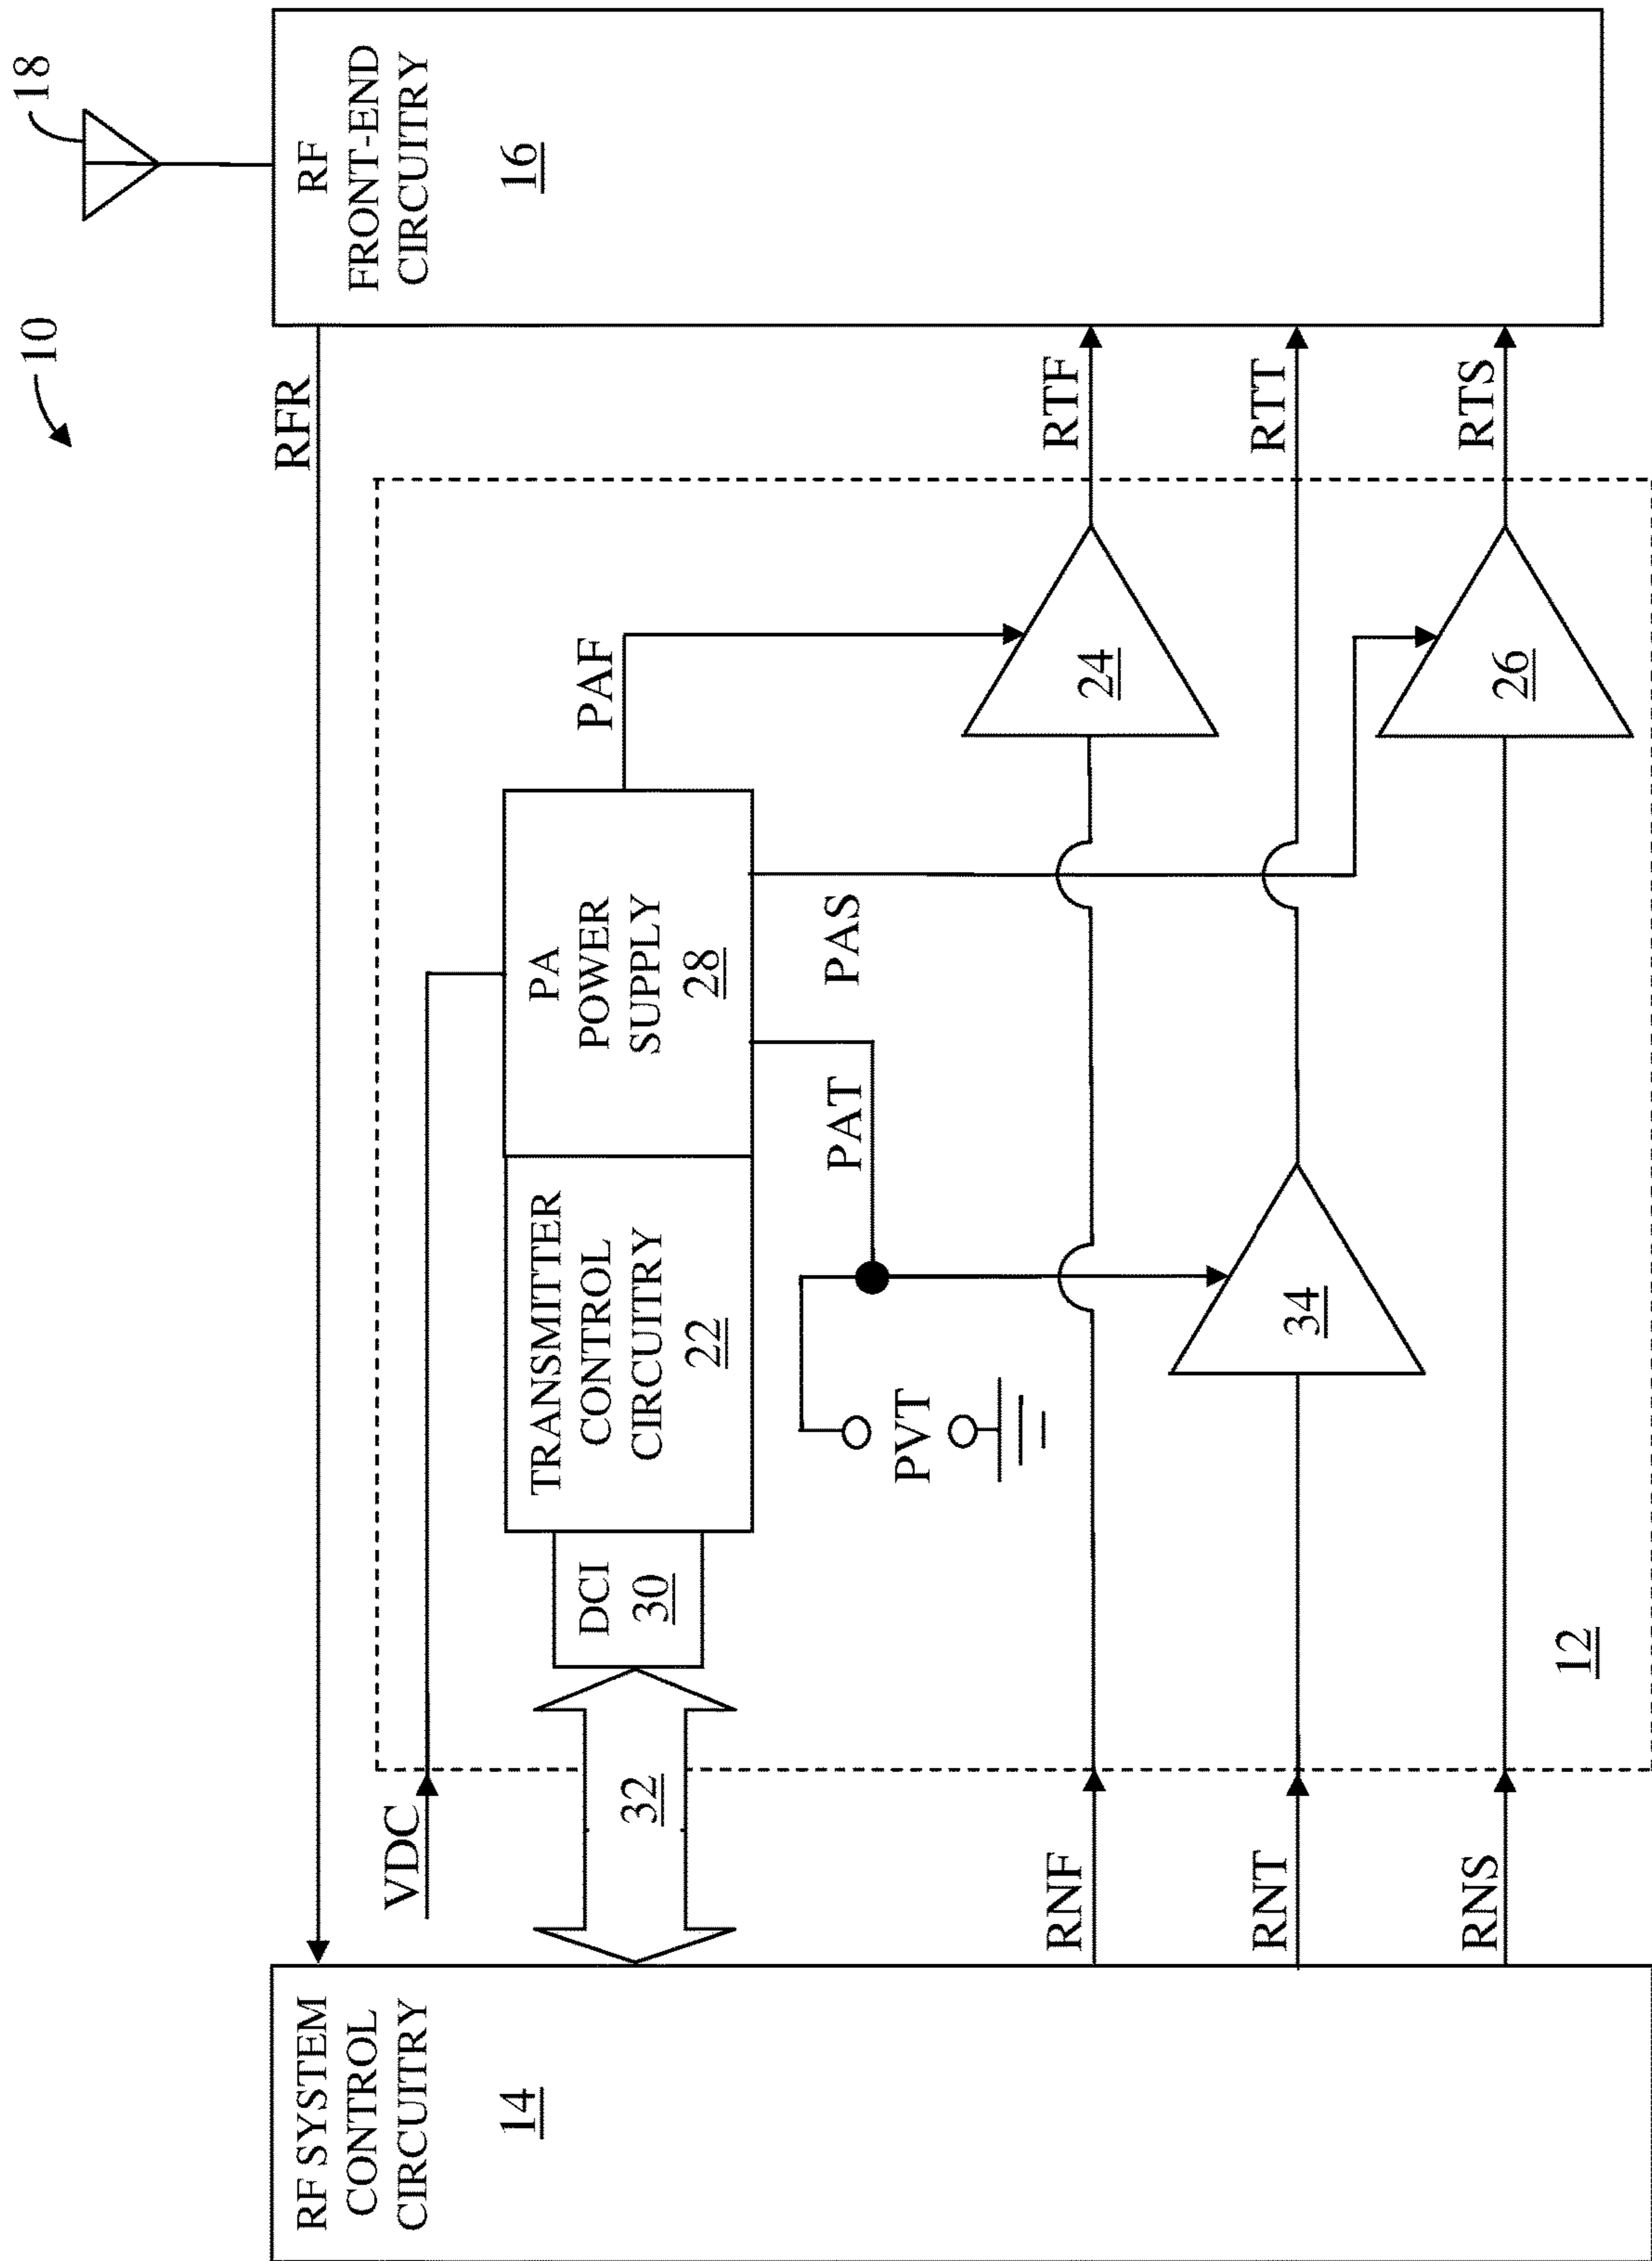 10
18
RFR
RF SYSTEM
CONTROL
CIRCUITRY
14
RF
FRONT-END
CIRCUITRY
16
VDC
32
DCI
30
TRANSMITTER
CONTROL
CIRCUITRY
22
PA
POWER
SUPPLY
28
PAF
PAT
PAS
PVT
RNF
24
RTF
RNT
34
RTT
RNS
26
RTS
12